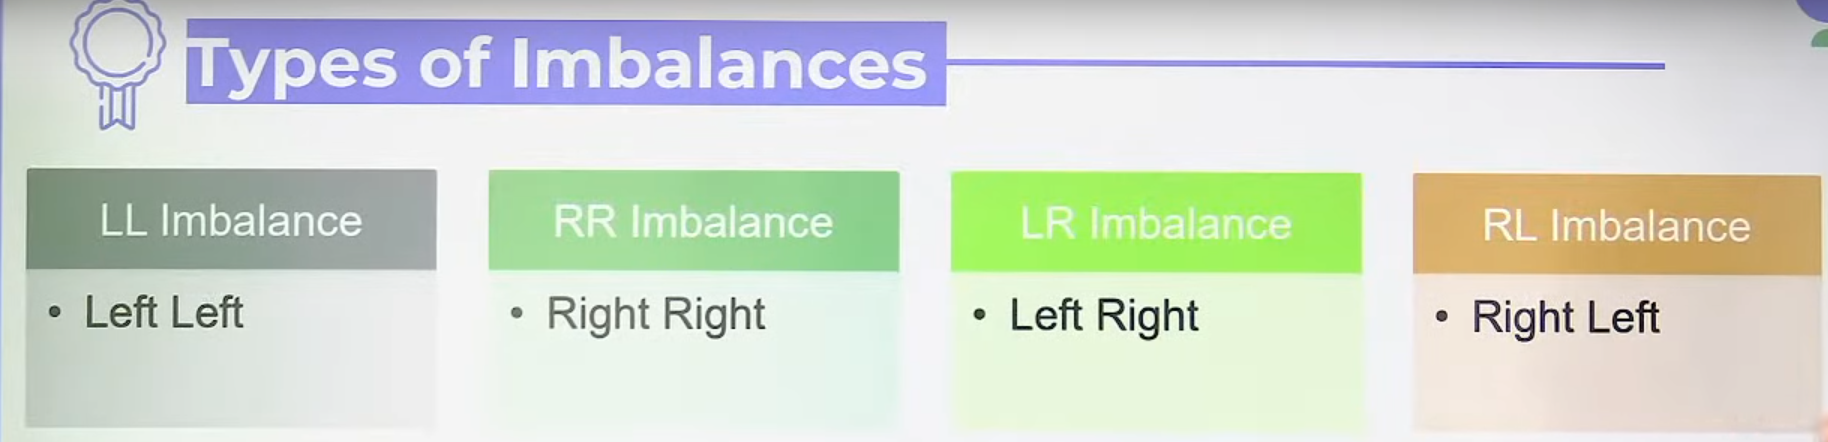 Types of Imbalances
LL Imbalance
• Left Left
RR Imbalance
• Right Right
LR Imbalance
• Left Right
RL Imbalance
• Right Left